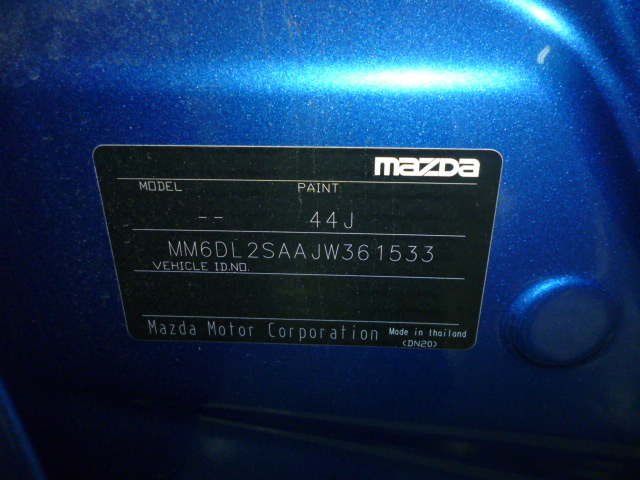 mazda
MODEL PAINT
-- 44J
MM6DL2SAAJW361533
VEHICLE ID.NO.
Mazda Motor Corporation Made in thailand
(DN20)